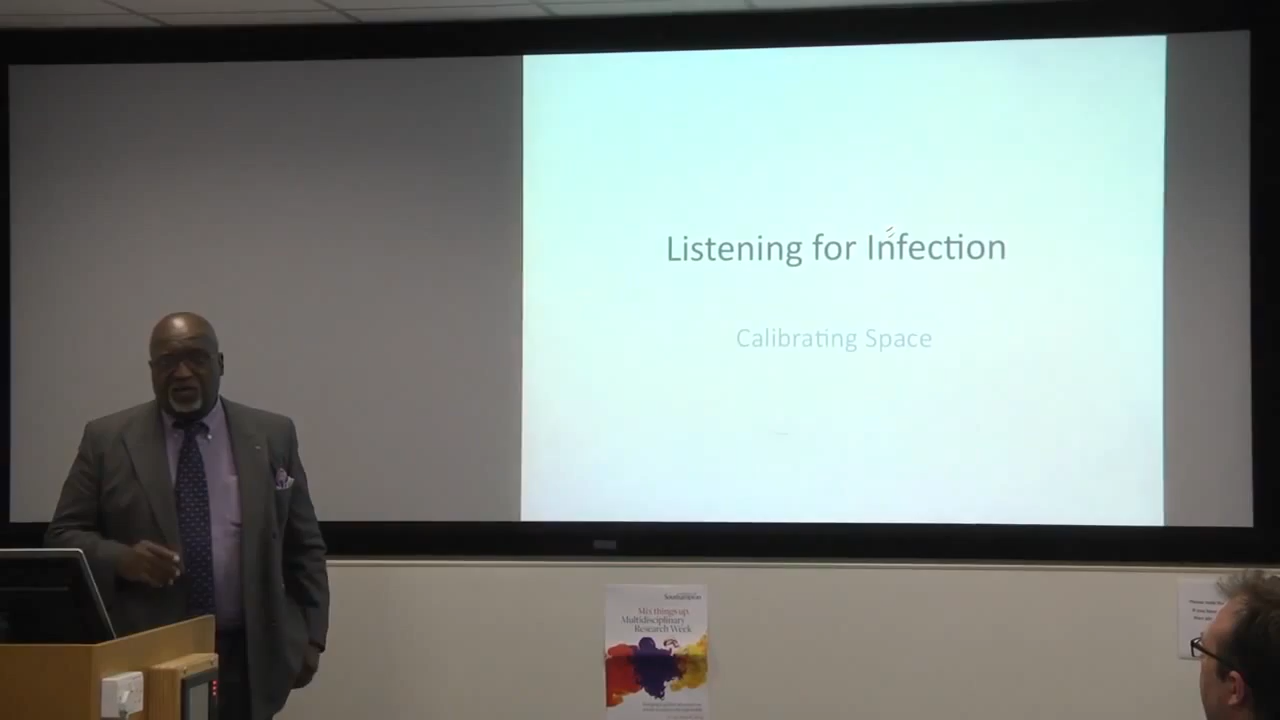 Listening for Infection
Calibrating Space
Southampton
Mix things up,
Multidisciplinary
Research Week